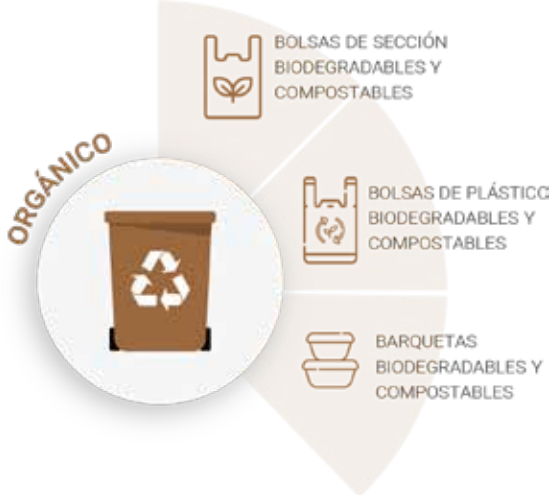 BOLSAS DE SECCIÓN
BIODEGRADABLES Y
COMPOSTABLES
ORGÁNICO
BOLSAS DE PLÁSTICO
BIODEGRADABLES Y
COMPOSTABLES
BARQUETAS
BIODEGRADABLES Y
COMPOSTABLES